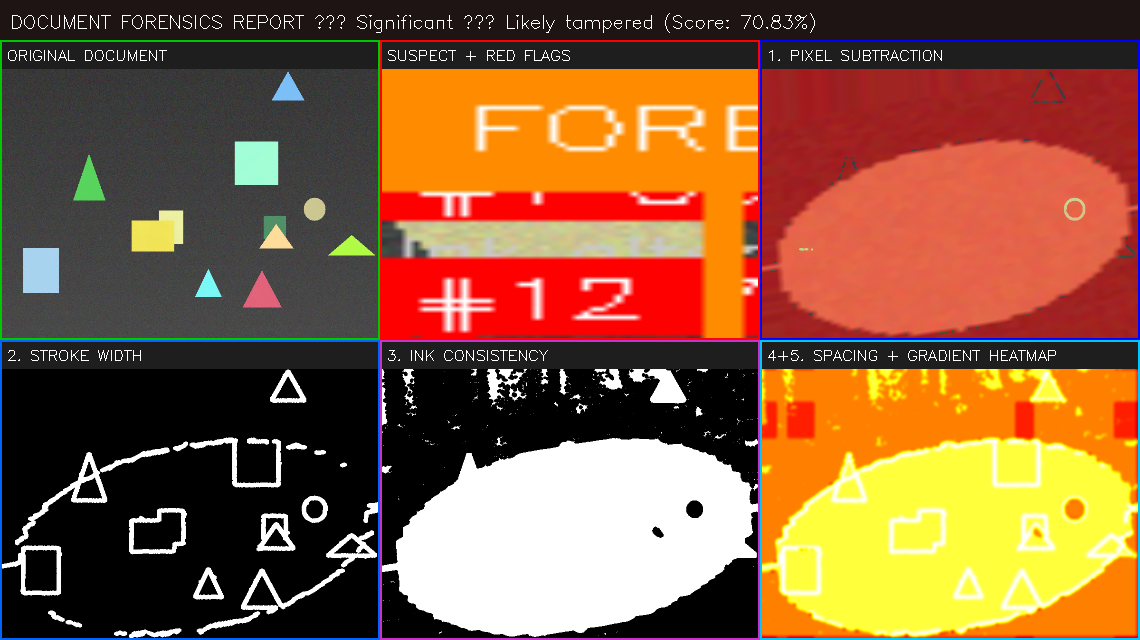 DOCUMENT FORENSICS REPORT ??? Significant ??? Likely tampered (Score: 70.83%)
ORIGINAL DOCUMENT
SUSPECT + RED FLAGS
1. PIXEL SUBTRACTION
FORE
#12
2. STROKE WIDTH
3. INK CONSISTENCY
4+5. SPACING + GRADIENT HEATMAP